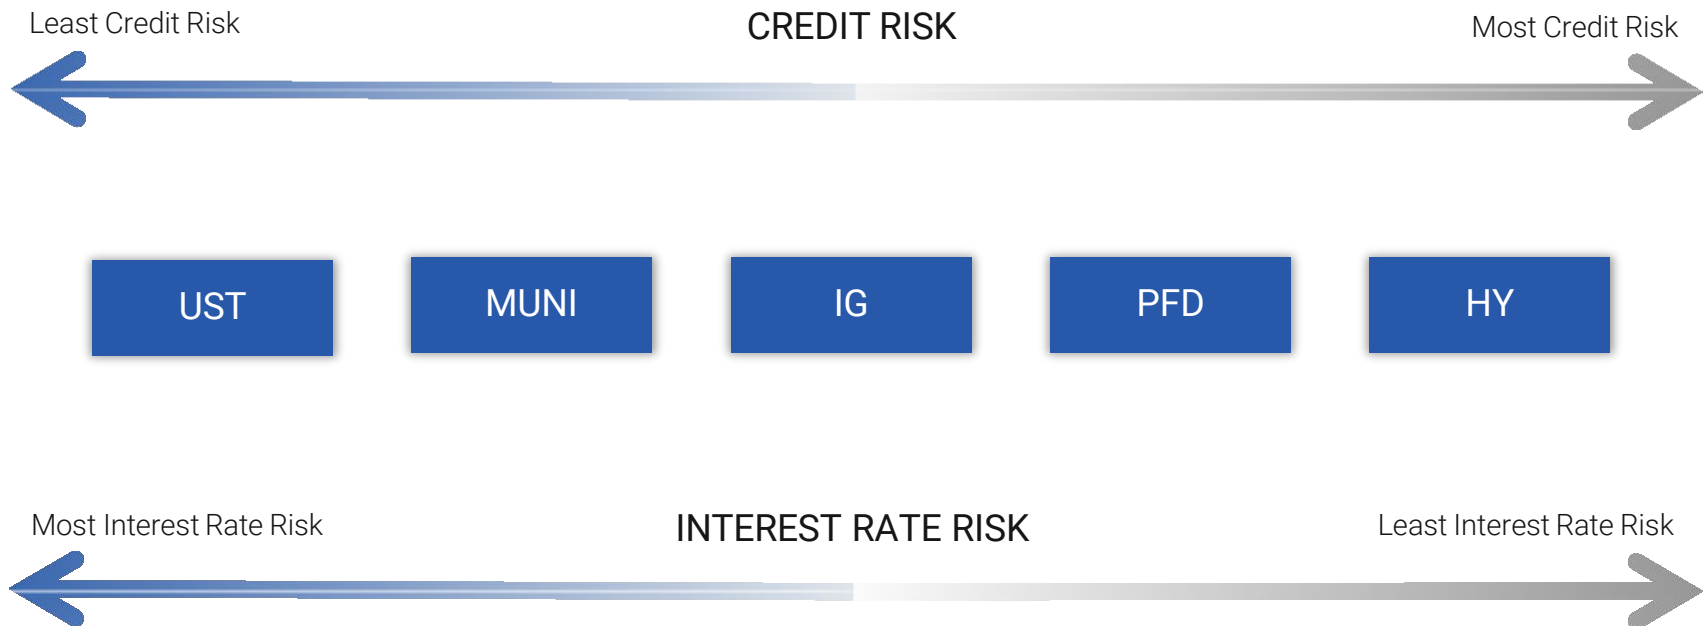 Least Credit Risk
CREDIT RISK
Most Credit Risk
UST
MUNI
IG
PFD
HY
Most Interest Rate Risk
INTEREST RATE RISK
Least Interest Rate Risk